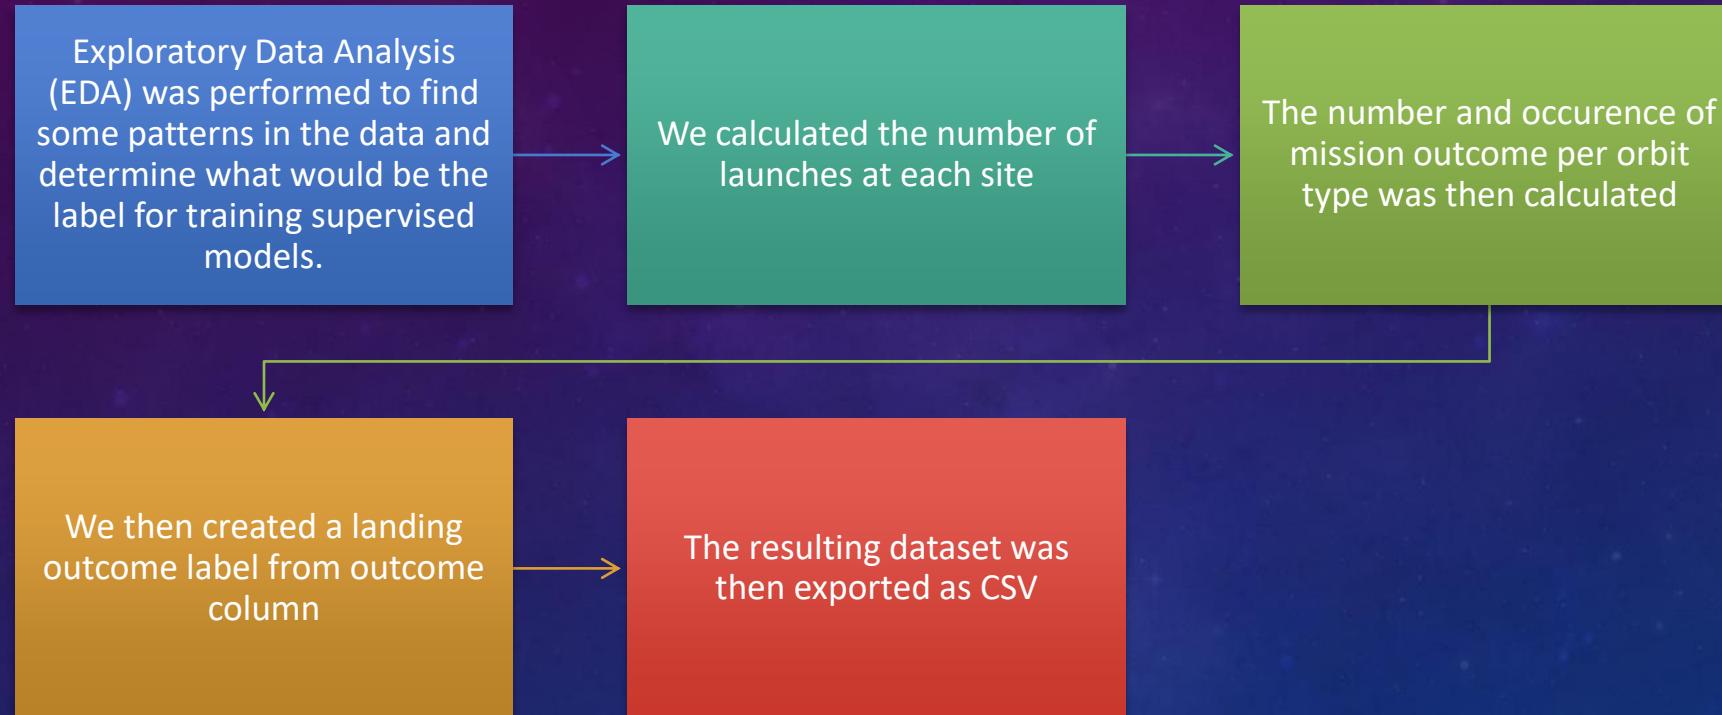 Exploratory Data Analysis
(EDA) was performed to find
some patterns in the data and
determine what would be the
label for training supervised
models.
We calculated the number of
launches at each site
The number and occurence of
mission outcome per orbit
type was then calculated
We then created a landing
outcome label from outcome
column
The resulting dataset was
then exported as CSV